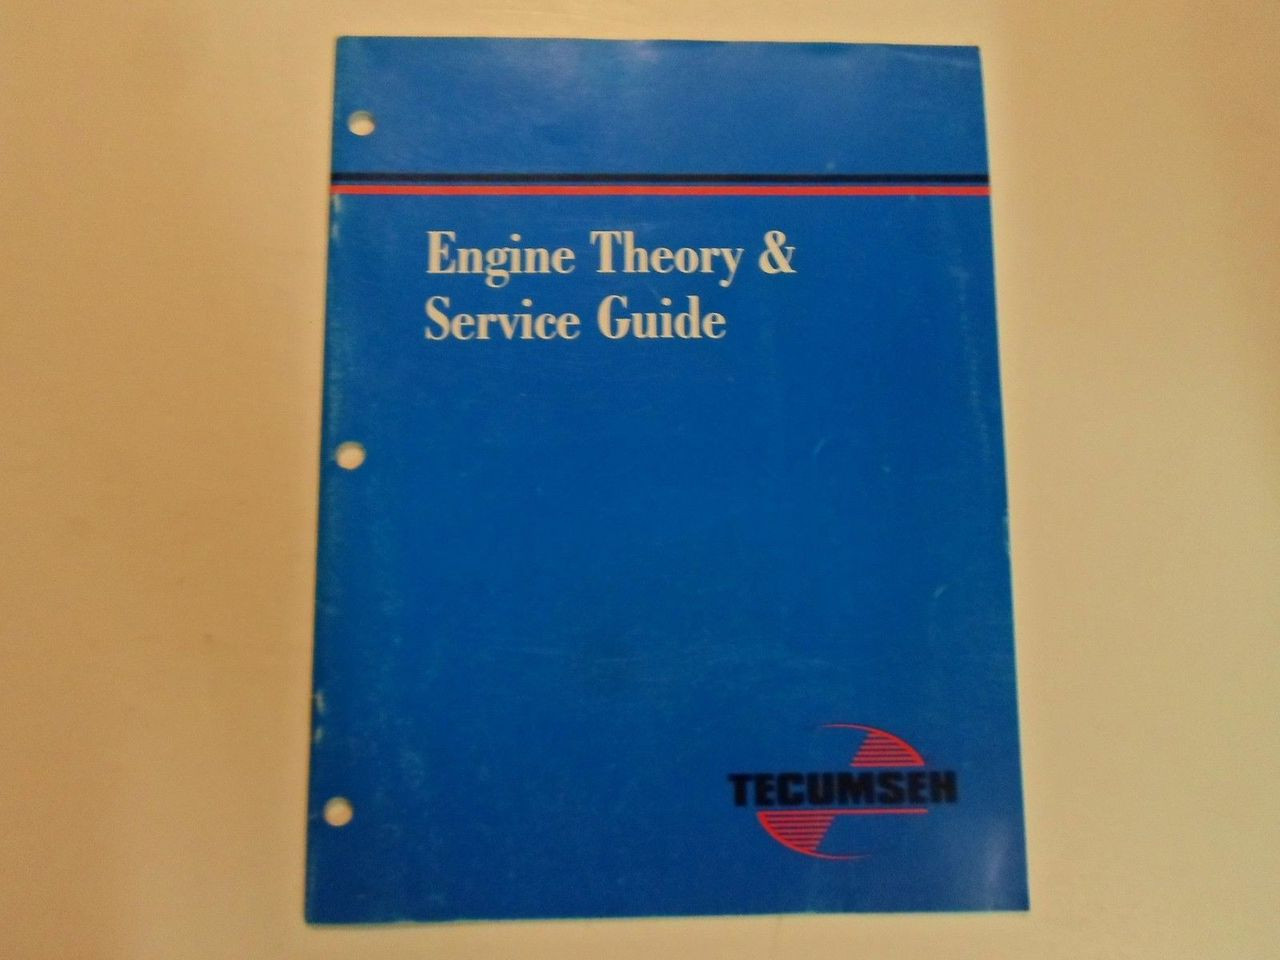 Engine Theory &
Service Guide
TECUMSEH